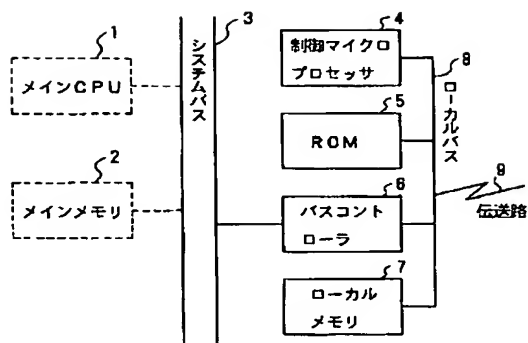 1
メインCPU
2
メインメモリ
3
システムバス
4
制御マイクロ
プロセッサ
5
ROM
6
バスコント
ローラ
7
ローカル
メモリ
8
ローカルバス
9
伝送路